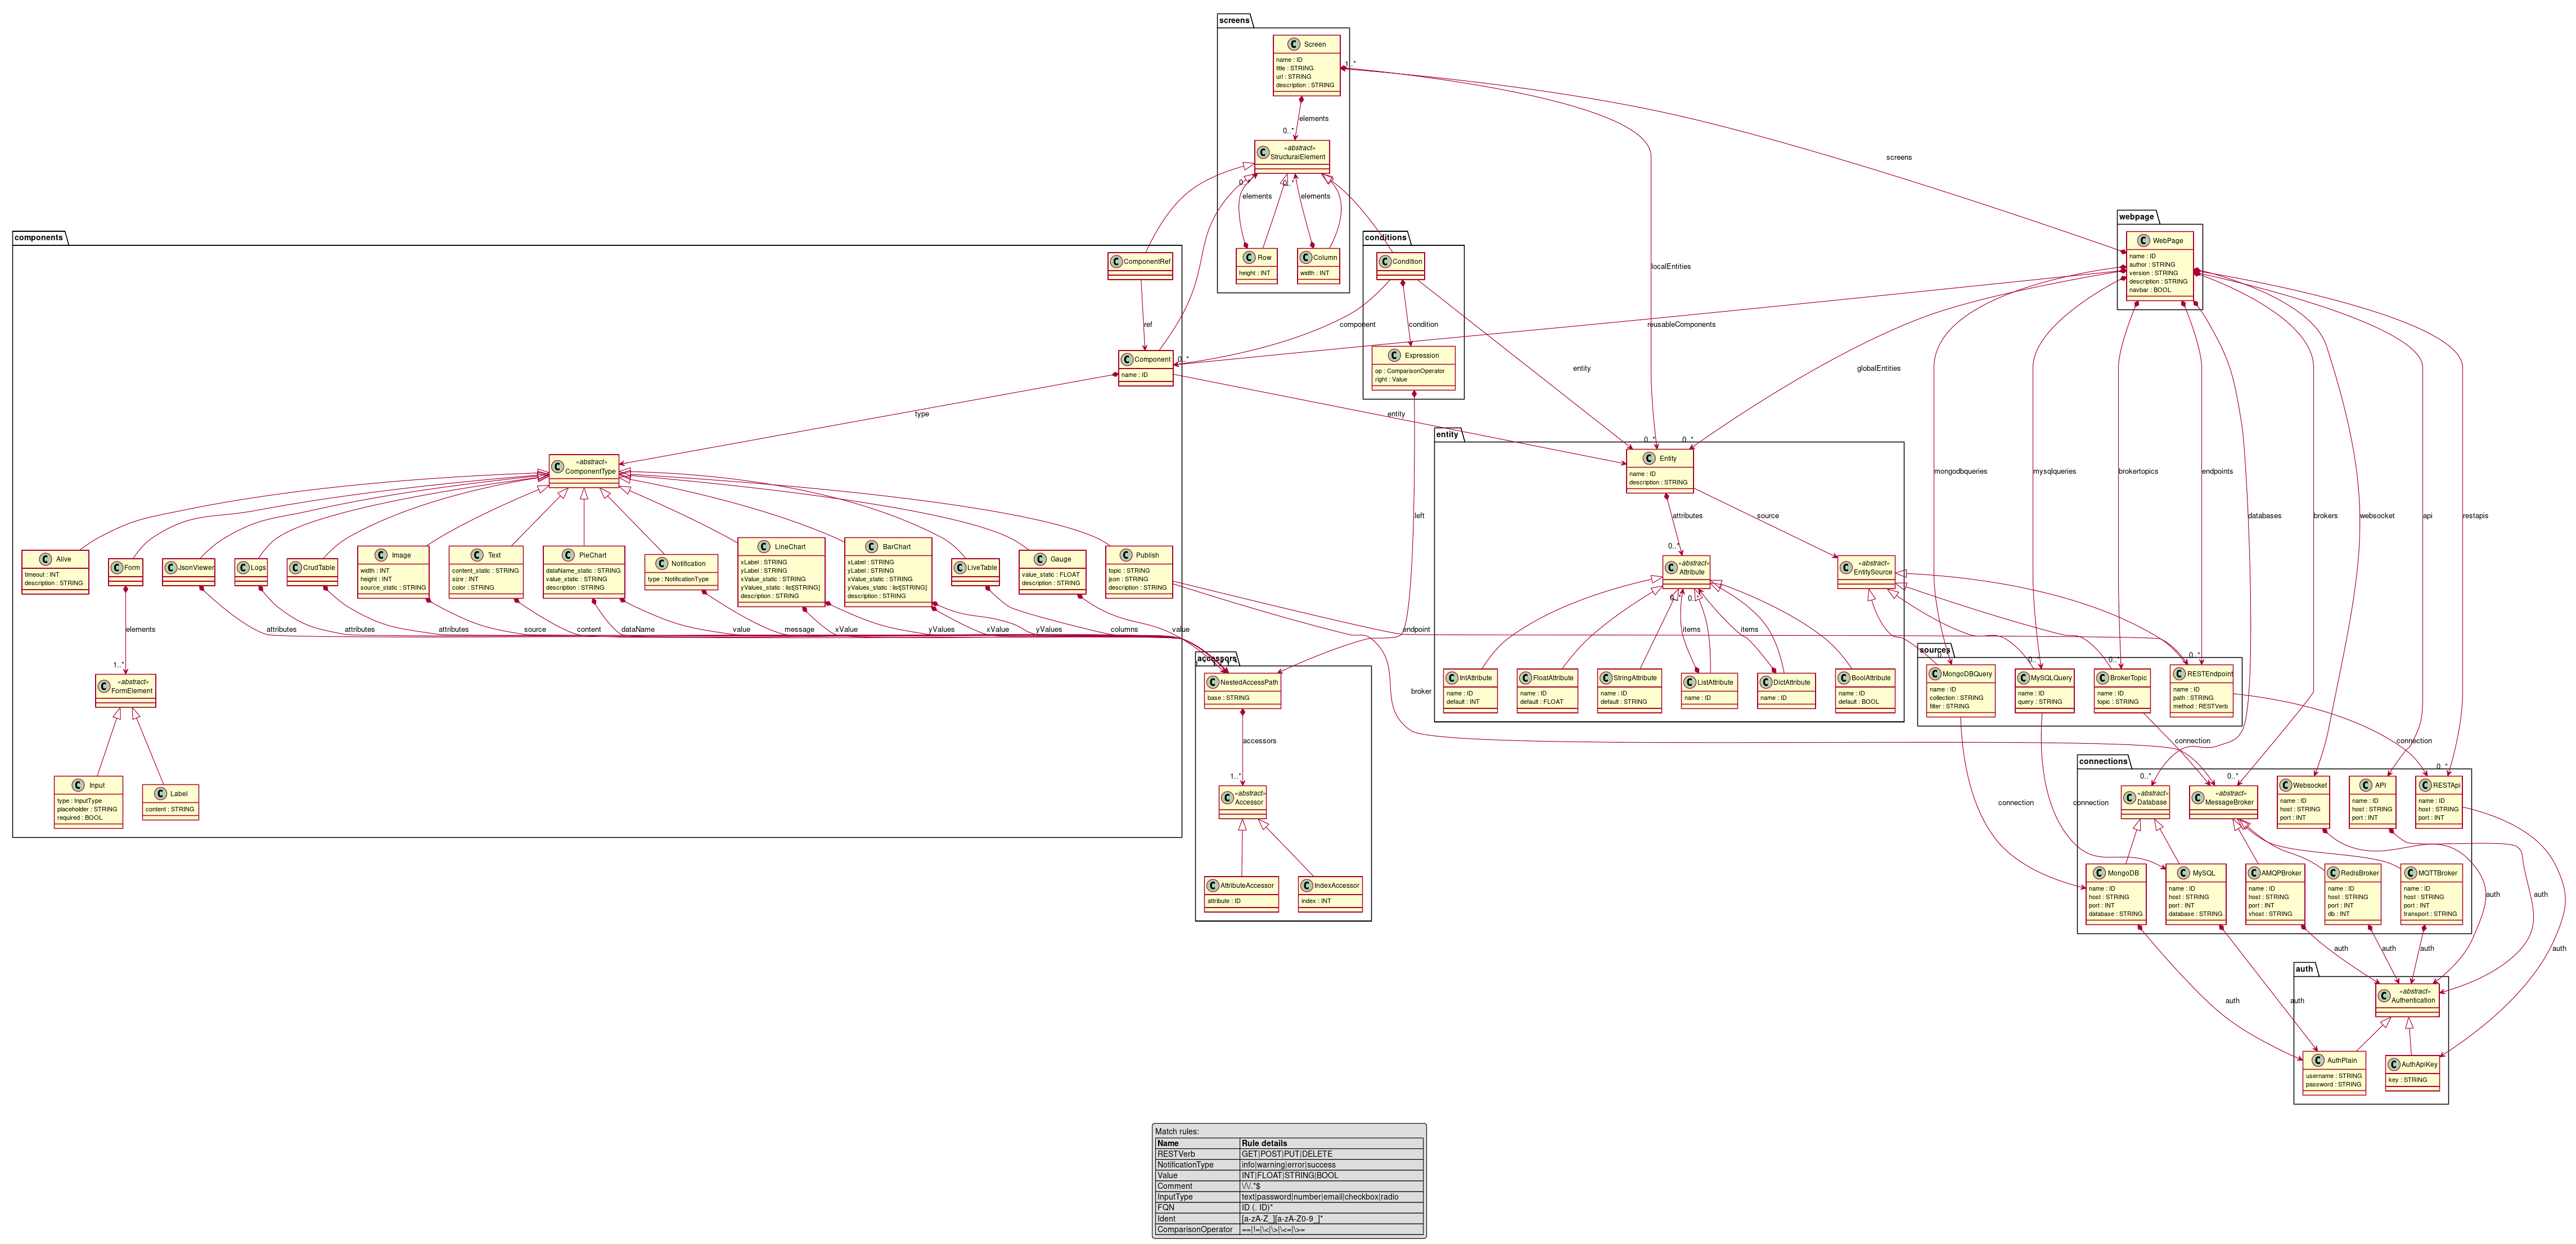 screens
Screen
name : ID
title : STRING
url : STRING
description : STRING
1..*
elements
0..*
screens
«abstract»
StructuralElement
0..*
0..*
elements
elements
Row
height : INT
Column
width : INT
localEntities
webpage
WebPage
name : ID
author : STRING
version : STRING
description : STRING
navbar : BOOL
components
ComponentRef
ref
Component
name : ID
0..*
conditions
Condition
component
condition
Expression
op : ComparisonOperator
right : Value
reusableComponents
entity
globalEntities
type
entity
left
mongodbqueries
mysqlqueries
brokertopics
endpoints
databases
brokers
websocket
api
restapis
entity
0..*
0..*
Entity
name : ID
description : STRING
attributes
source
0..*
«abstract»
Attribute
0..*
0..*
items
items
«abstract»
EntitySource
IntAttribute
name : ID
default : INT
FloatAttribute
name : ID
default : FLOAT
StringAttribute
name : ID
default : STRING
ListAttribute
name : ID
DictAttribute
name : ID
BoolAttribute
name : ID
default : BOOL
«abstract»
ComponentType
Alive
timeout : INT
description : STRING
Form
JsonViewer
Logs
CrudTable
Image
width : INT
height : INT
source_static : STRING
Text
content_static : STRING
size : INT
color : STRING
PieChart
dataName_static : STRING
value_static : STRING
description : STRING
Notification
type : NotificationType
LineChart
xLabel : STRING
yLabel : STRING
xValue_static : STRING
yValues_static : list[STRING]
description : STRING
BarChart
xLabel : STRING
yLabel : STRING
xValue_static : STRING
yValues_static : list[STRING]
description : STRING
LiveTable
Gauge
value_static : FLOAT
description : STRING
Publish
topic : STRING
json : STRING
description : STRING
elements
attributes
attributes
attributes
source
content
dataName
value
message
xValue
yValues
xValue
yValues
columns
value
endpoint
broker
1..*
«abstract»
FormElement
Input
type : InputType
placeholder : STRING
required : BOOL
Label
content : STRING
accessors
NestedAccessPath
base : STRING
accessors
1..*
«abstract»
Accessor
AttributeAccessor
attribute : ID
IndexAccessor
index : INT
sources
0..*
0..*
0..*
MongoDBQuery
name : ID
collection : STRING
filter : STRING
MySQLQuery
name : ID
query : STRING
BrokerTopic
name : ID
topic : STRING
RESTEndpoint
name : ID
path : STRING
method : RESTVerb
connection
connection
connection
connection
connections
0..*
0..*
0..*
«abstract»
Database
«abstract»
MessageBroker
Websocket
name : ID
host : STRING
port : INT
API
name : ID
host : STRING
port : INT
RESTApi
name : ID
host : STRING
port : INT
MongoDB
name : ID
host : STRING
port : INT
database : STRING
MySQL
name : ID
host : STRING
port : INT
database : STRING
AMQPBroker
name : ID
host : STRING
port : INT
vhost : STRING
RedisBroker
name : ID
host : STRING
port : INT
db : INT
MQTTBroker
name : ID
host : STRING
port : INT
transport : STRING
auth
auth
auth
auth
auth
auth
auth
auth
auth
«abstract»
Authentication
AuthPlain
username : STRING
password : STRING
AuthApiKey
key : STRING
Match rules:
Name Rule details
RESTVerb GET|POST|PUT|DELETE
NotificationType info|warning|error|success
Value INT|FLOAT|STRING|BOOL
Comment \/\/.*$
InputType text|password|number|email|checkbox|radio
FQN ID (. ID)*
Ident [a-zA-Z_][a-zA-Z0-9_]*
ComparisonOperator ==|!=|\<|\>|\<=|\>=